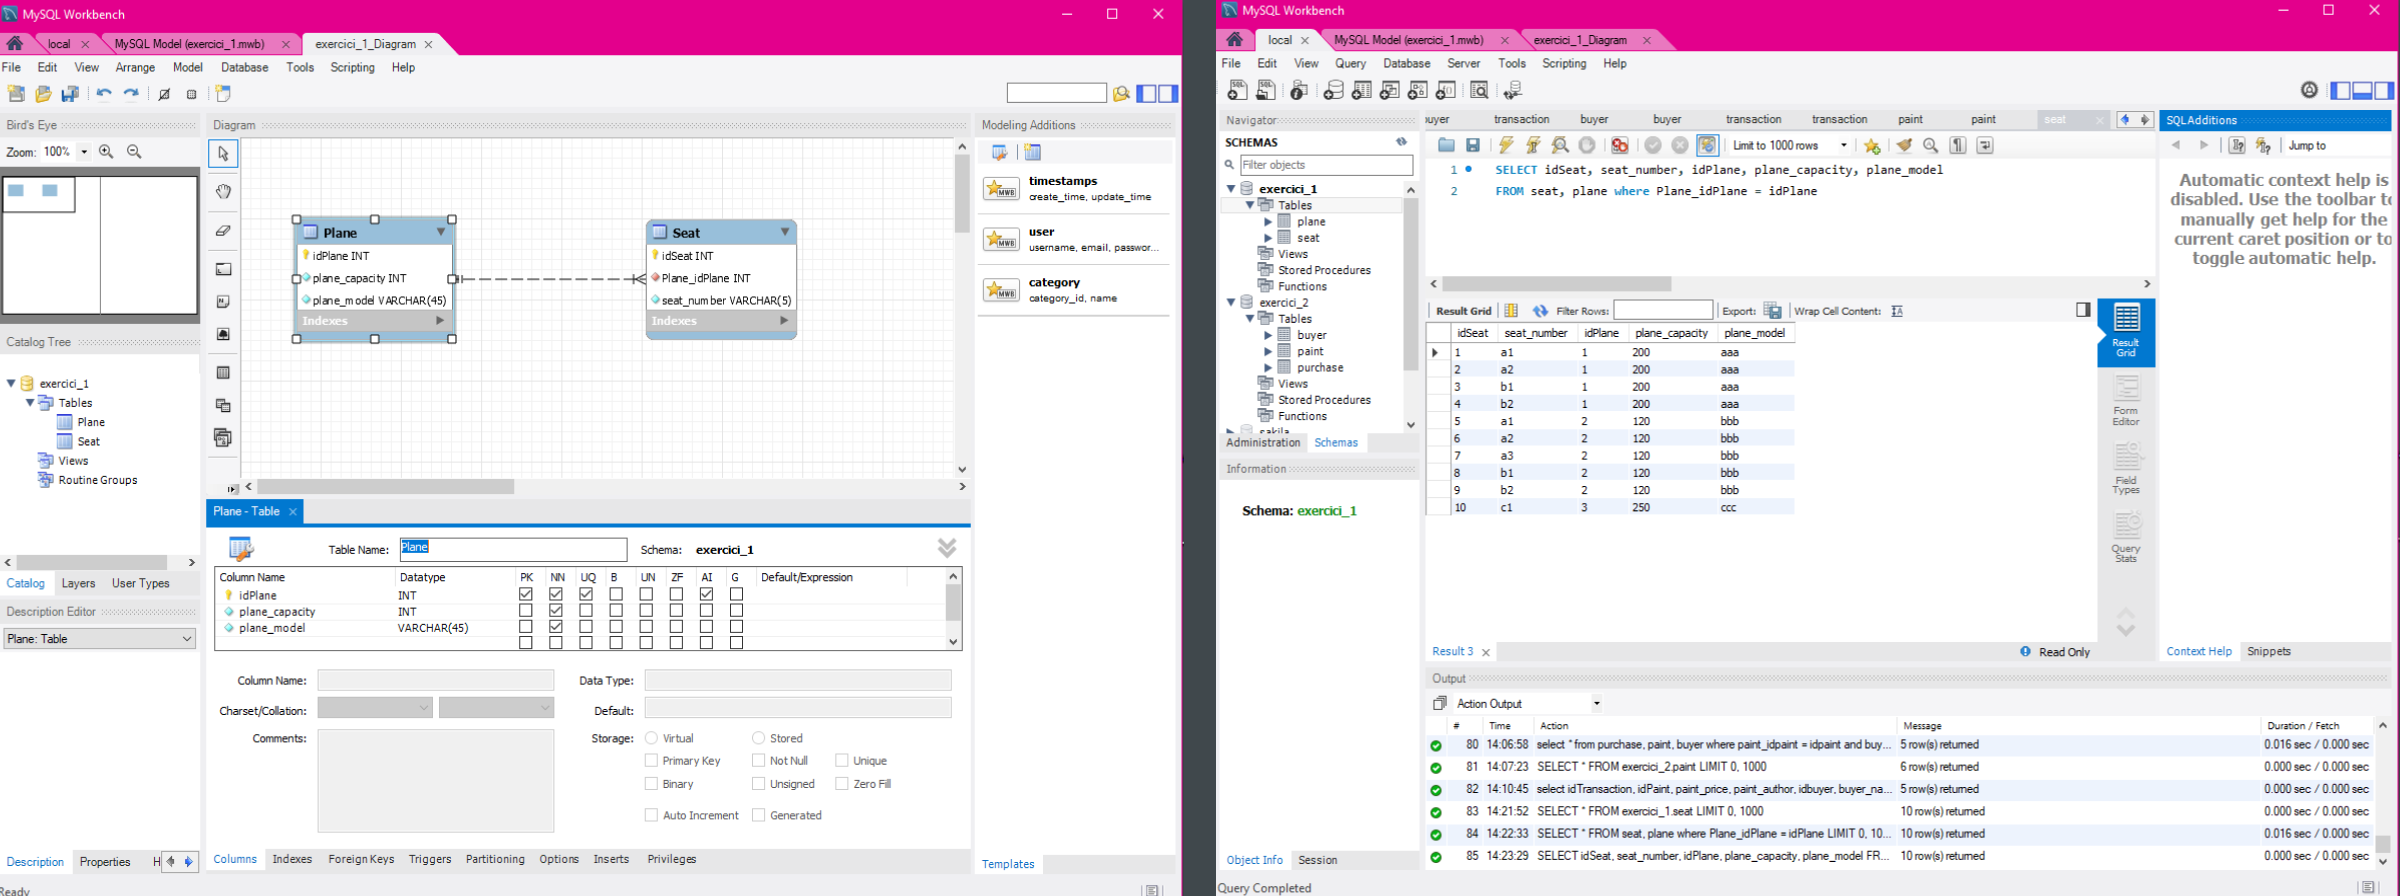 MySQL Workbench
local
MySQL Model (exercici_1.mwb)
exercici_1_Diagram
File Edit View Arrange Model Database Tools Scripting Help
Bird's Eye
Zoom: 100%
Catalog Tree
exercici_1
Tables
Plane
Seat
Views
Routine Groups
Catalog Layers User Types
Description Editor
Plane: Table
Description Properties H
Ready
Diagram
Plane
idPlane INT
plane_capacity INT
plane_model VARCHAR(45)
Indexes
Seat
idSeat INT
Plane_idPlane INT
seat_number VARCHAR(5)
Indexes
Modeling Additions
timestamps
create_time, update_time
user
username, email, passwor...
category
category_id, name
Templates
Plane - Table
Table Name: Plane Schema: exercici_1
Column Name Datatype PK NN UQ B UN ZF AI G Default/Expression
idPlane INT
plane_capacity INT
plane_model VARCHAR(45)
Column Name: Data Type:
Charset/Collation: Default:
Comments: Storage: Virtual Stored
Primary Key Not Null Unique
Binary Unsigned Zero Fill
Auto Increment Generated
Columns Indexes Foreign Keys Triggers Partitioning Options Inserts Privileges
MySQL Workbench
local
MySQL Model (exercici_1.mwb)
exercici_1_Diagram
File Edit View Query Database Server Tools Scripting Help
Navigator
SCHEMAS
Filter objects
exercici_1
Tables
plane
seat
Views
Stored Procedures
Functions
exercici_2
Tables
buyer
paint
purchase
Views
Stored Procedures
Functions
sakila
Administration Schemas
Information
Schema: exercici_1
Object Info Session
Query Completed
uyer transaction buyer buyer transaction transaction paint paint seat
Limit to 1000 rows
1 SELECT idSeat, seat_number, idPlane, plane_capacity, plane_model
2 FROM seat, plane where Plane_idPlane = idPlane
Result Grid Filter Rows: Export: Wrap Cell Content:
idSeat seat_number idPlane plane_capacity plane_model
1 a1 1 200 aaa
2 a2 1 200 aaa
3 b1 1 200 aaa
4 b2 1 200 aaa
5 a1 2 120 bbb
6 a2 2 120 bbb
7 a3 2 120 bbb
8 b1 2 120 bbb
9 b2 2 120 bbb
10 c1 3 250 ccc
Result Grid
Form Editor
Field Types
Query Stats
Result 3 Read Only
SQLAdditions
Jump to
Automatic context help is
disabled. Use the toolbar to
manually get help for the
current caret position or to
toggle automatic help.
Context Help Snippets
Output
Action Output
# Time Action Message Duration / Fetch
80 14:06:58 select * from purchase, paint, buyer where paint_idpaint = idpaint and buy... 5 row(s) returned 0.016 sec / 0.000 sec
81 14:07:23 SELECT * FROM exercici_2.paint LIMIT 0, 1000 6 row(s) returned 0.000 sec / 0.000 sec
82 14:10:45 select idTransaction, idPaint, paint_price, paint_author, idbuyer, buyer_na... 5 row(s) returned 0.000 sec / 0.000 sec
83 14:21:52 SELECT * FROM exercici_1.seat LIMIT 0, 1000 10 row(s) returned 0.000 sec / 0.000 sec
84 14:22:33 SELECT * FROM seat, plane where Plane_idPlane = idPlane LIMIT 0, 10... 10 row(s) returned 0.016 sec / 0.000 sec
85 14:23:29 SELECT idSeat, seat_number, idPlane, plane_capacity, plane_model FR... 10 row(s) returned 0.000 sec / 0.000 sec